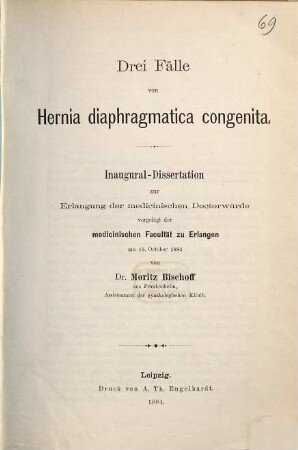 69
Drei Fälle
von
Hernia diaphragmatica congenita.
Inaugural-Dissertation
zur
Erlangung der medicinischen Doctorwürde
vorgelegt der
medicinischen Facultät zu Erlangen
am 15. October 1884
von
Dr. Moritz Bischoff
aus Frankenheim,
Assistenzarzt der gynäkologischen Klinik.
Leipzig.
Druck von A. Th. Engelhardt.
1884.